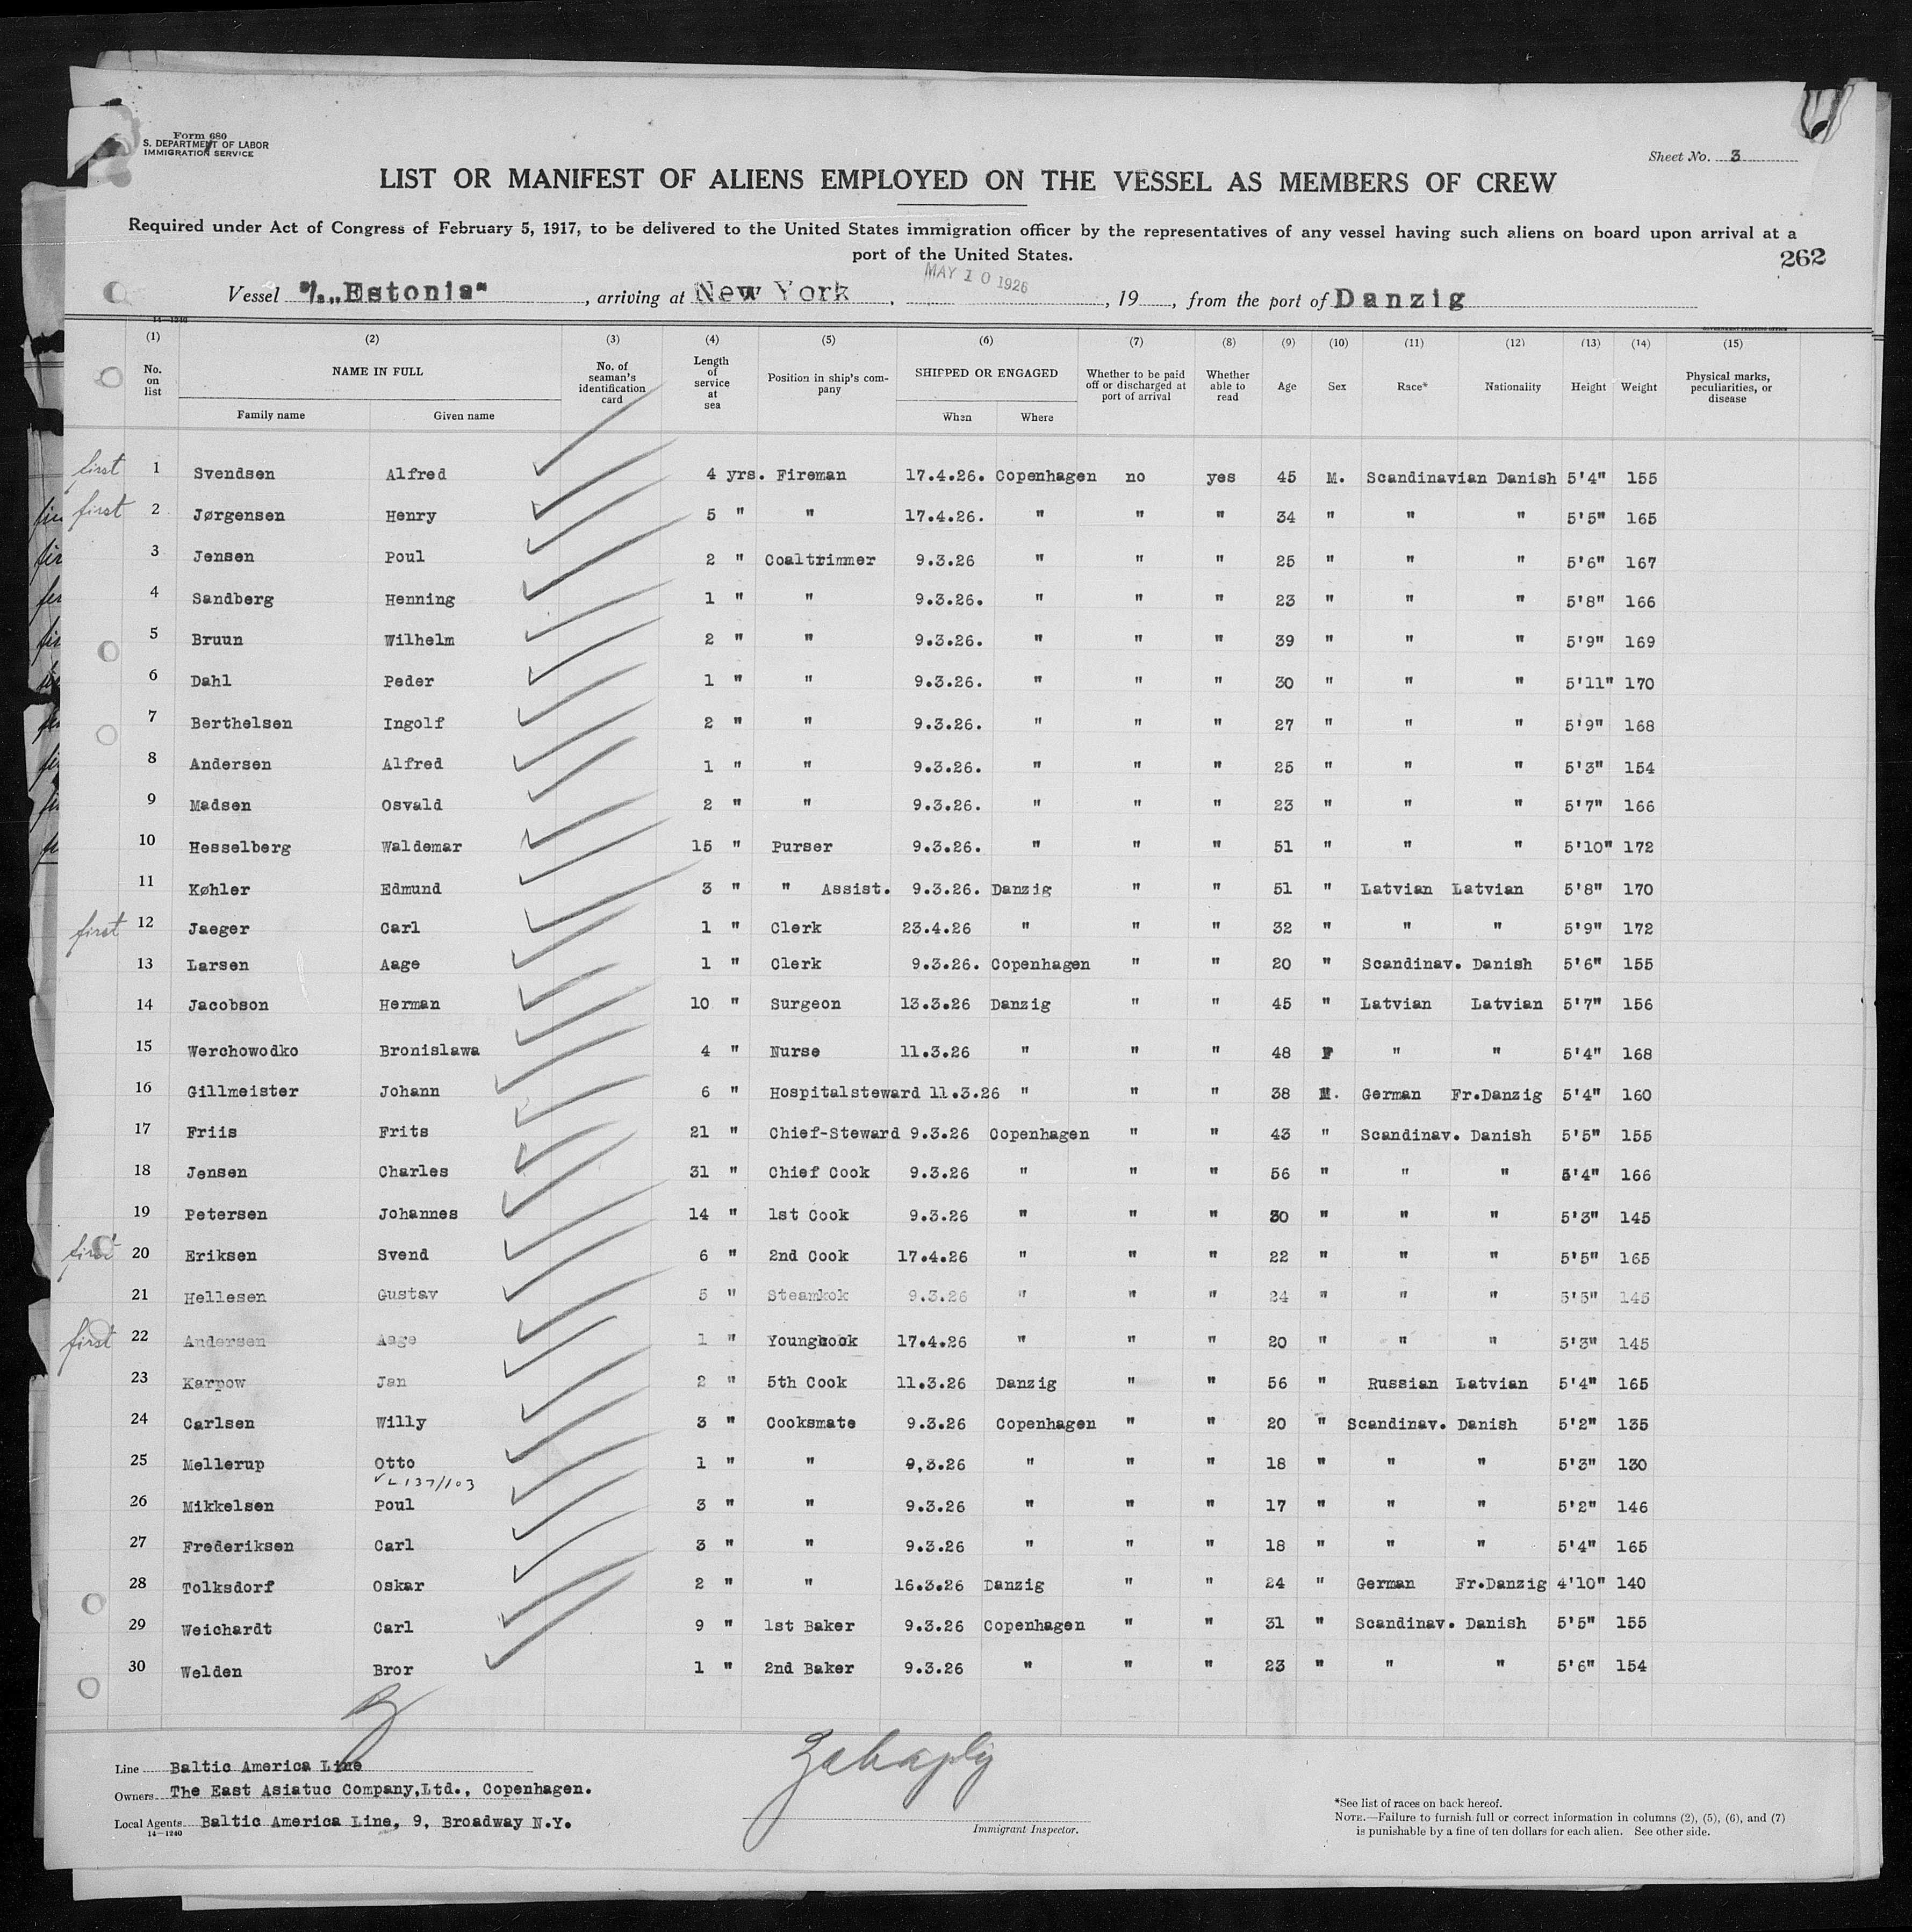 Form 680
S. DEPARTMENT OF LABOR
IMMIGRATION SERVICE
Sheet No. 3
LIST OR MANIFEST OF ALIENS EMPLOYED ON THE VESSEL AS MEMBERS OF CREW
Required under Act of Congress of February 5, 1917, to be delivered to the United States immigration officer by the representatives of any vessel having such aliens on board upon arrival at a
port of the United States.
262
MAY 10 1926
Vessel s/s „Estonia" , arriving at New York , , 19 , from the port of Danzig
14—1240
(1) (2) (3) (4) (5) (6) (7) (8) (9) (10) (11) (12) (13) (14) (15)
No. on list NAME IN FULL Family name Given name No. of seaman's identification card Length of service at sea Position in ship's company SHIPPED OR ENGAGED When Where Whether to be paid off or discharged at port of arrival Whether able to read Age Sex Race* Nationality Height Weight Physical marks, peculiarities, or disease
first 1 Svendsen Alfred 4 yrs. Fireman 17.4.26. Copenhagen no yes 45 M. Scandinavian Danish 5'4" 155
first 2 Jørgensen Henry 5 " " 17.4.26. " " " 34 " " " 5'5" 165
3 Jensen Poul 2 " Coaltrimmer 9.3.26 " " " 25 " " " 5'6" 167
4 Sandberg Henning 1 " " 9.3.26. " " " 23 " " " 5'8" 166
5 Bruun Wilhelm 2 " " 9.3.26. " " " 39 " " " 5'9" 169
6 Dahl Peder 1 " " 9.3.26. " " " 30 " " " 5'11" 170
7 Berthelsen Ingolf 2 " " 9.3.26. " " " 27 " " " 5'9" 168
8 Andersen Alfred 1 " " 9.3.26. " " " 25 " " " 5'3" 154
9 Madsen Osvald 2 " " 9.3.26. " " " 23 " " " 5'7" 166
10 Hesselberg Waldemar 15 " Purser 9.3.26. " " " 51 " " " 5'10" 172
11 Køhler Edmund 3 " " Assist. 9.3.26. Danzig " " 51 " Latvian Latvian 5'8" 170
first 12 Jaeger Carl 1 " Clerk 23.4.26 " " " 32 " " " 5'9" 172
13 Larsen Aage 1 " Clerk 9.3.26. Copenhagen " " 20 " Scandinav. Danish 5'6" 155
14 Jacobson Herman 10 " Surgeon 13.3.26 Danzig " " 45 " Latvian Latvian 5'7" 156
15 Werchowodko Bronislawa 4 " Nurse 11.3.26 " " " 48 F " " 5'4" 168
16 Gillmeister Johann 6 " Hospitalsteward 11.3.26 " " " 38 M. German Fr.Danzig 5'4" 160
17 Friis Frits 21 " Chief-Steward 9.3.26 Copenhagen " " 43 " Scandinav. Danish 5'5" 155
18 Jensen Charles 31 " Chief Cook 9.3.26 " " " 56 " " " 5'4" 166
19 Petersen Johannes 14 " 1st Cook 9.3.26 " " " 30 " " " 5'3" 145
first 20 Eriksen Svend 6 " 2nd Cook 17.4.26 " " " 22 " " " 5'5" 165
21 Hellesen Gustav 5 " Steamkok 9.3.26 " " " 24 " " " 5'5" 145
first 22 Andersen Aage 1 " Youngcook 17.4.26 " " " 20 " " " 5'3" 145
23 Karpow Jan 2 " 5th Cook 11.3.26 Danzig " " 56 " Russian Latvian 5'4" 165
24 Carlsen Willy 3 " Cooksmate 9.3.26 Copenhagen " " 20 " Scandinav. Danish 5'2" 135
25 Mellerup Otto 1 " " 9,3.26 " " " 18 " " " 5'3" 130
VL 137/103
26 Mikkelsen Poul 3 " " 9.3.26 " " " 17 " " " 5'2" 146
27 Frederiksen Carl 3 " " 9.3.26 " " " 18 " " " 5'4" 165
28 Tolksdorf Oskar 2 " " 16.3.26 Danzig " " 24 " German Fr.Danzig 4'10" 140
29 Weichardt Carl 9 " 1st Baker 9.3.26 Copenhagen " " 31 " Scandinav. Danish 5'5" 155
30 Welden Bror 1 " 2nd Baker 9.3.26 " " " 23 " " " 5'6" 154
Line Baltic America Line
Owners The East Asiatuc Company,Ltd., Copenhagen.
Local Agents Baltic America Line, 9, Broadway N.Y.
14—1240
Immigrant Inspector.
*See list of races on back hereof.
NOTE.—Failure to furnish full or correct information in columns (2), (5), (6), and (7)
is punishable by a fine of ten dollars for each alien. See other side.